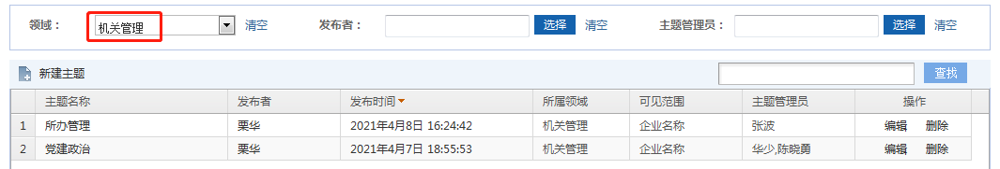 领域： 机关管理 清空 发布者： 选择 清空 主题管理员： 选择 清空
新建主题 查找
主题名称 发布者 发布时间 所属领域 可见范围 主题管理员 操作
1 所办管理 栗华 2021年4月8日 16:24:42 机关管理 企业名称 张波 编辑 删除
2 党建政治 栗华 2021年4月7日 18:55:53 机关管理 企业名称 华少,陈晓勇 编辑 删除